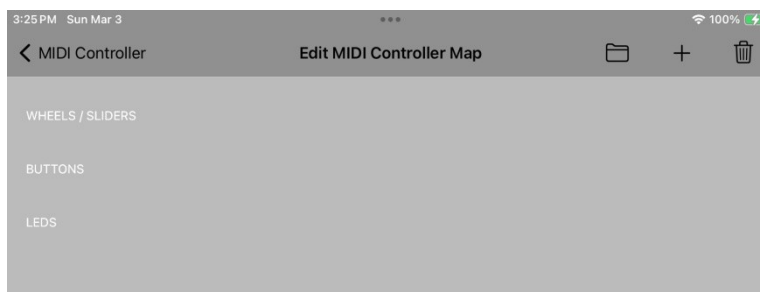 3:25 PM Sun Mar 3 100%
MIDI Controller Edit MIDI Controller Map
WHEELS / SLIDERS
BUTTONS
LEDS